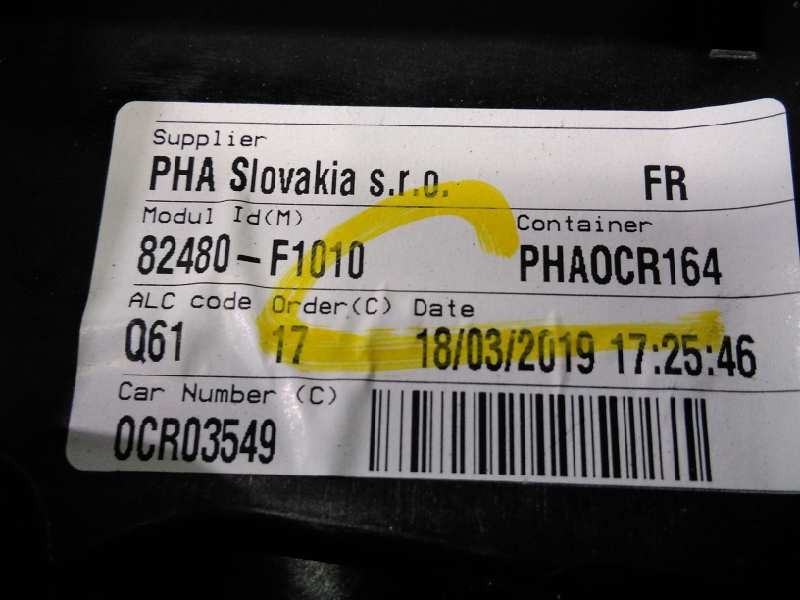 Supplier
PHA Slovakia s.r.o. FR
Modul Id(M) Container
82480-F1010 PHAOCR164
ALC code Order(C) Date
Q61 17 18/03/2019 17:25:46
Car Number (C)
OCR03549